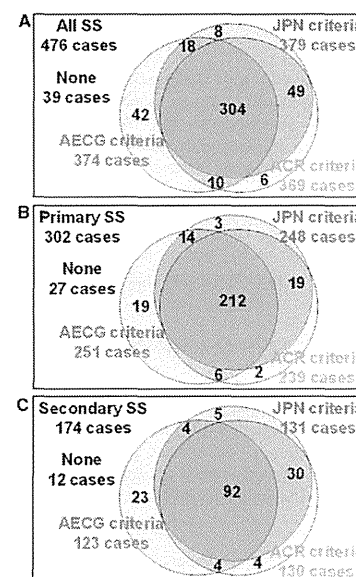 A All SS
476 cases
JPN criteria
379 cases
8
18
None
39 cases
42
304
49
AECG criteria
374 cases
10
6
ACR criteria
369 cases
B Primary SS
302 cases
JPN criteria
248 cases
3
14
None
27 cases
19
212
19
AECG criteria
251 cases
6
2
ACR criteria
239 cases
C Secondary SS
174 cases
JPN criteria
131 cases
5
4
None
12 cases
23
92
30
AECG criteria
123 cases
4
4
ACR criteria
130 cases